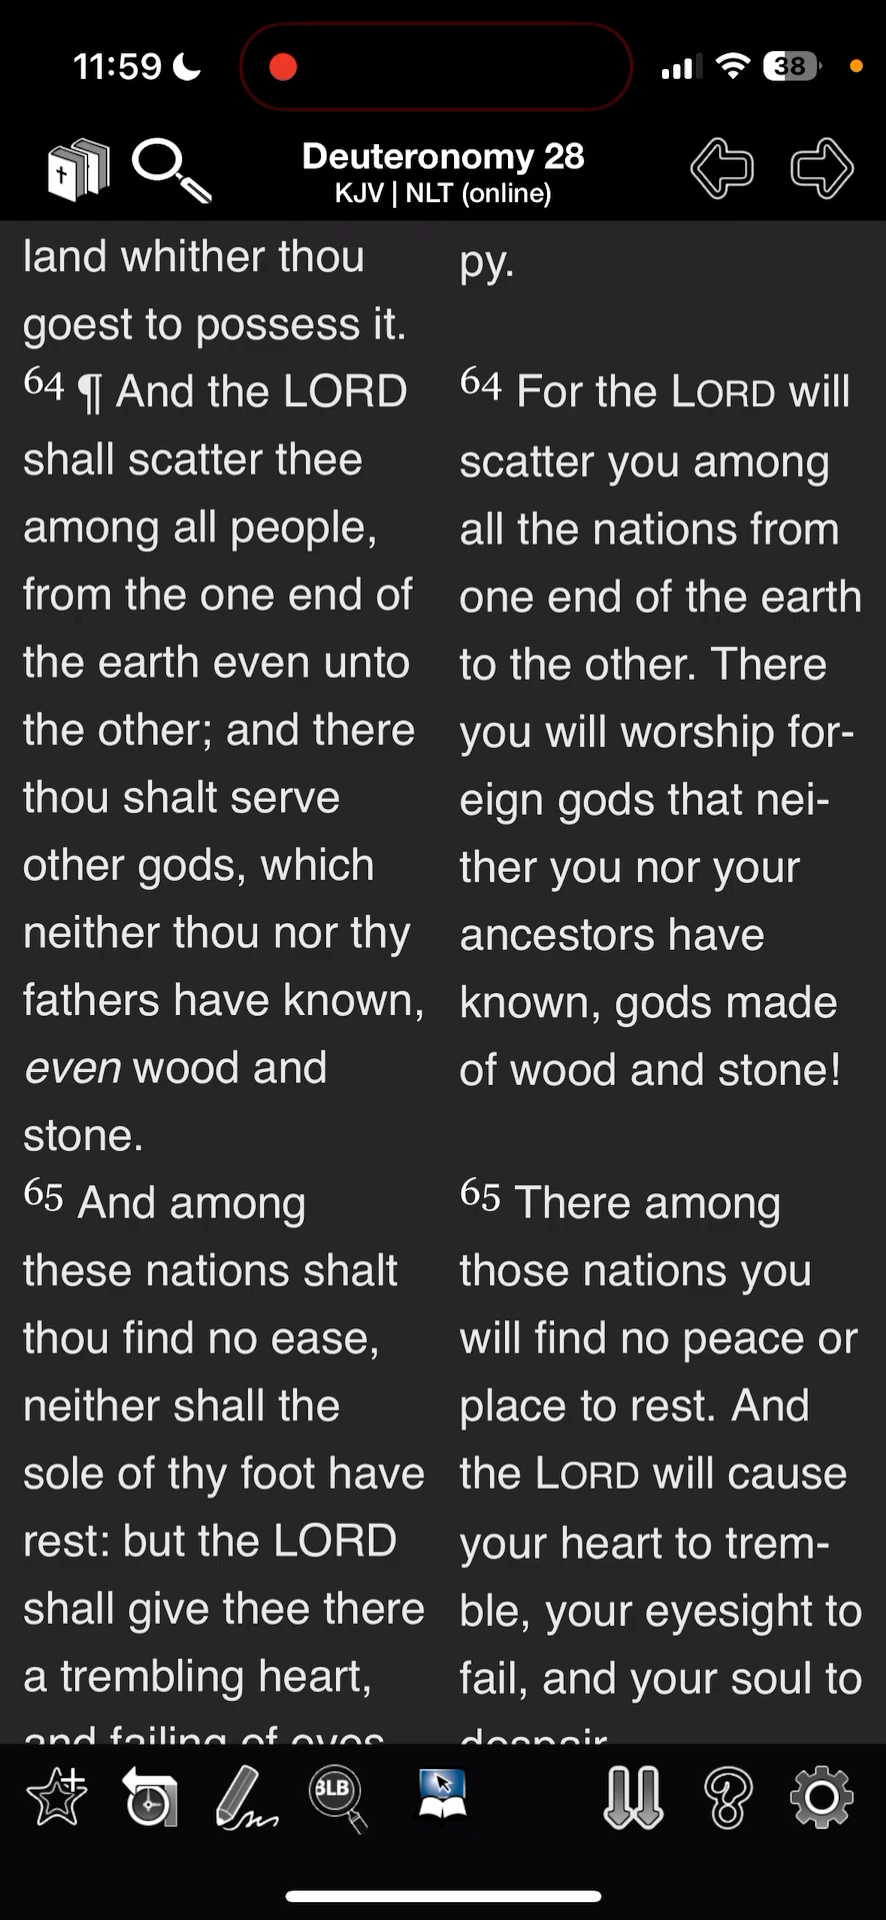 11:59
38
Deuteronomy 28
KJV | NLT (online)
land whither thou
goest to possess it.
64 ¶ And the LORD
shall scatter thee
among all people,
from the one end of
the earth even unto
the other; and there
thou shalt serve
other gods, which
neither thou nor thy
fathers have known,
even wood and
stone.
65 And among
these nations shalt
thou find no ease,
neither shall the
sole of thy foot have
rest: but the LORD
shall give thee there
a trembling heart,
and failing of eyes
py.
64 For the LORD will
scatter you among
all the nations from
one end of the earth
to the other. There
you will worship for-
eign gods that nei-
ther you nor your
ancestors have
known, gods made
of wood and stone!
65 There among
those nations you
will find no peace or
place to rest. And
the LORD will cause
your heart to trem-
ble, your eyesight to
fail, and your soul to
despair
BLB